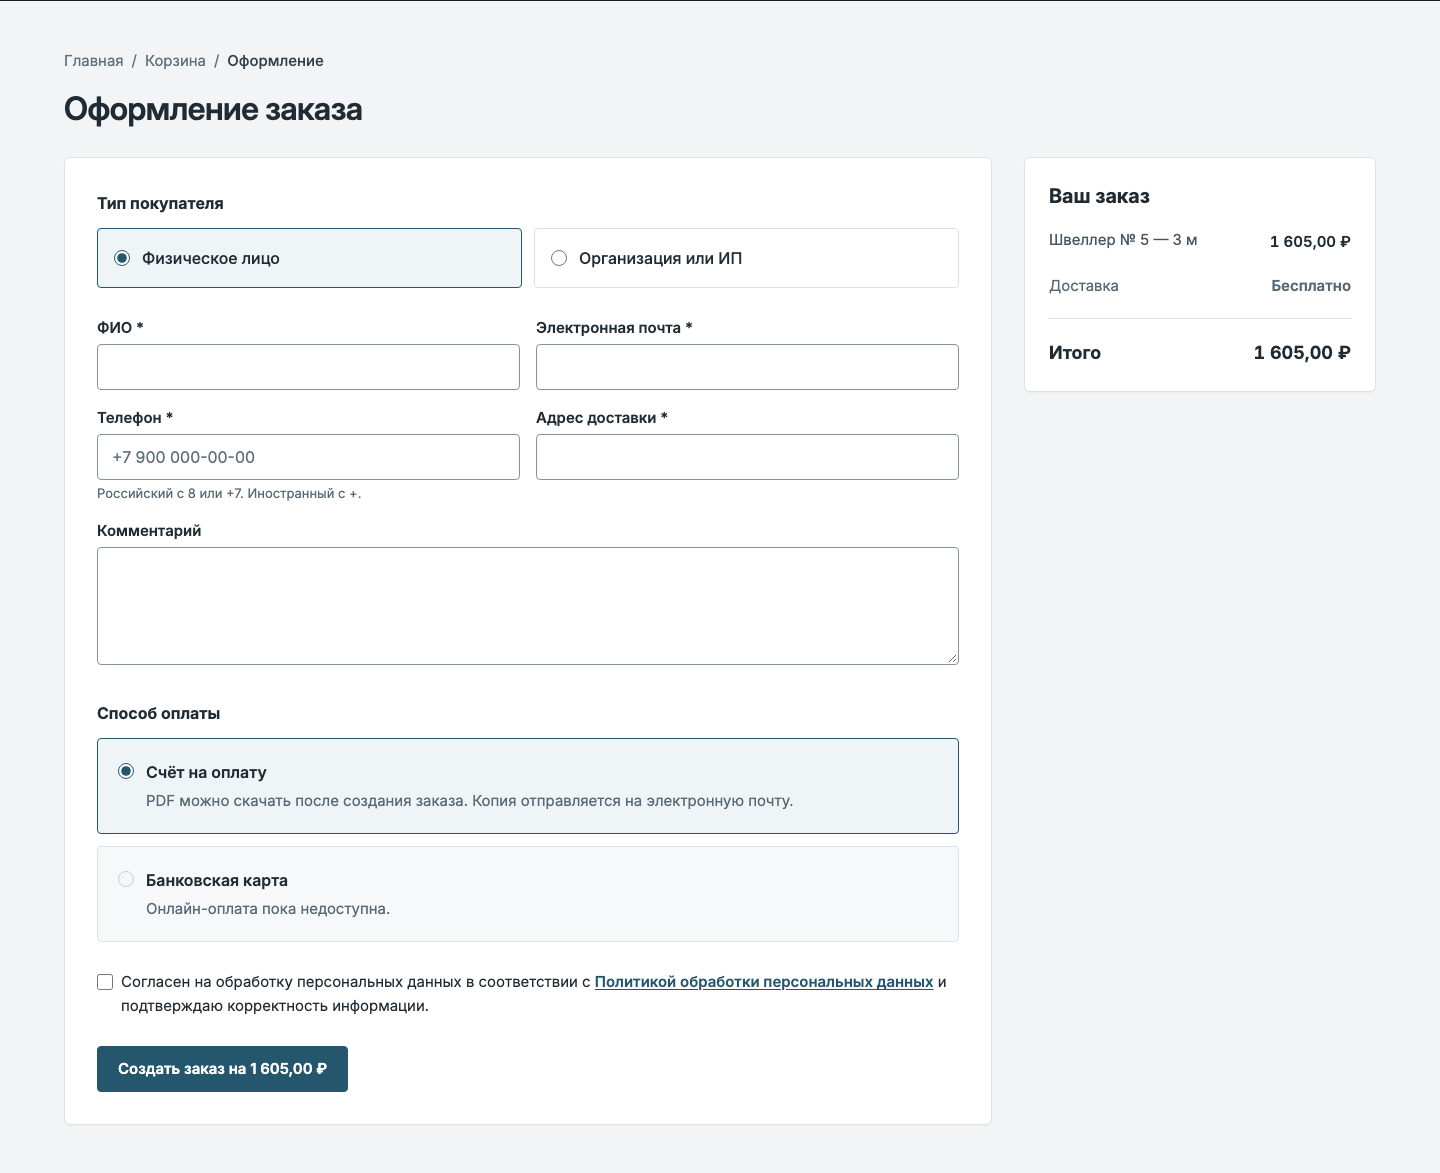 Главная / Корзина / Оформление
Оформление заказа
Тип покупателя
Физическое лицо
Организация или ИП
ФИО *
Электронная почта *
Телефон *
Адрес доставки *
+7 900 000-00-00
Российский с 8 или +7. Иностранный с +.
Комментарий
Способ оплаты
Счёт на оплату
PDF можно скачать после создания заказа. Копия отправляется на электронную почту.
Банковская карта
Онлайн-оплата пока недоступна.
Согласен на обработку персональных данных в соответствии с Политикой обработки персональных данных и
подтверждаю корректность информации.
Создать заказ на 1 605,00 ₽
Ваш заказ
Швеллер № 5 — 3 м 1 605,00 ₽
Доставка Бесплатно
Итого 1 605,00 ₽